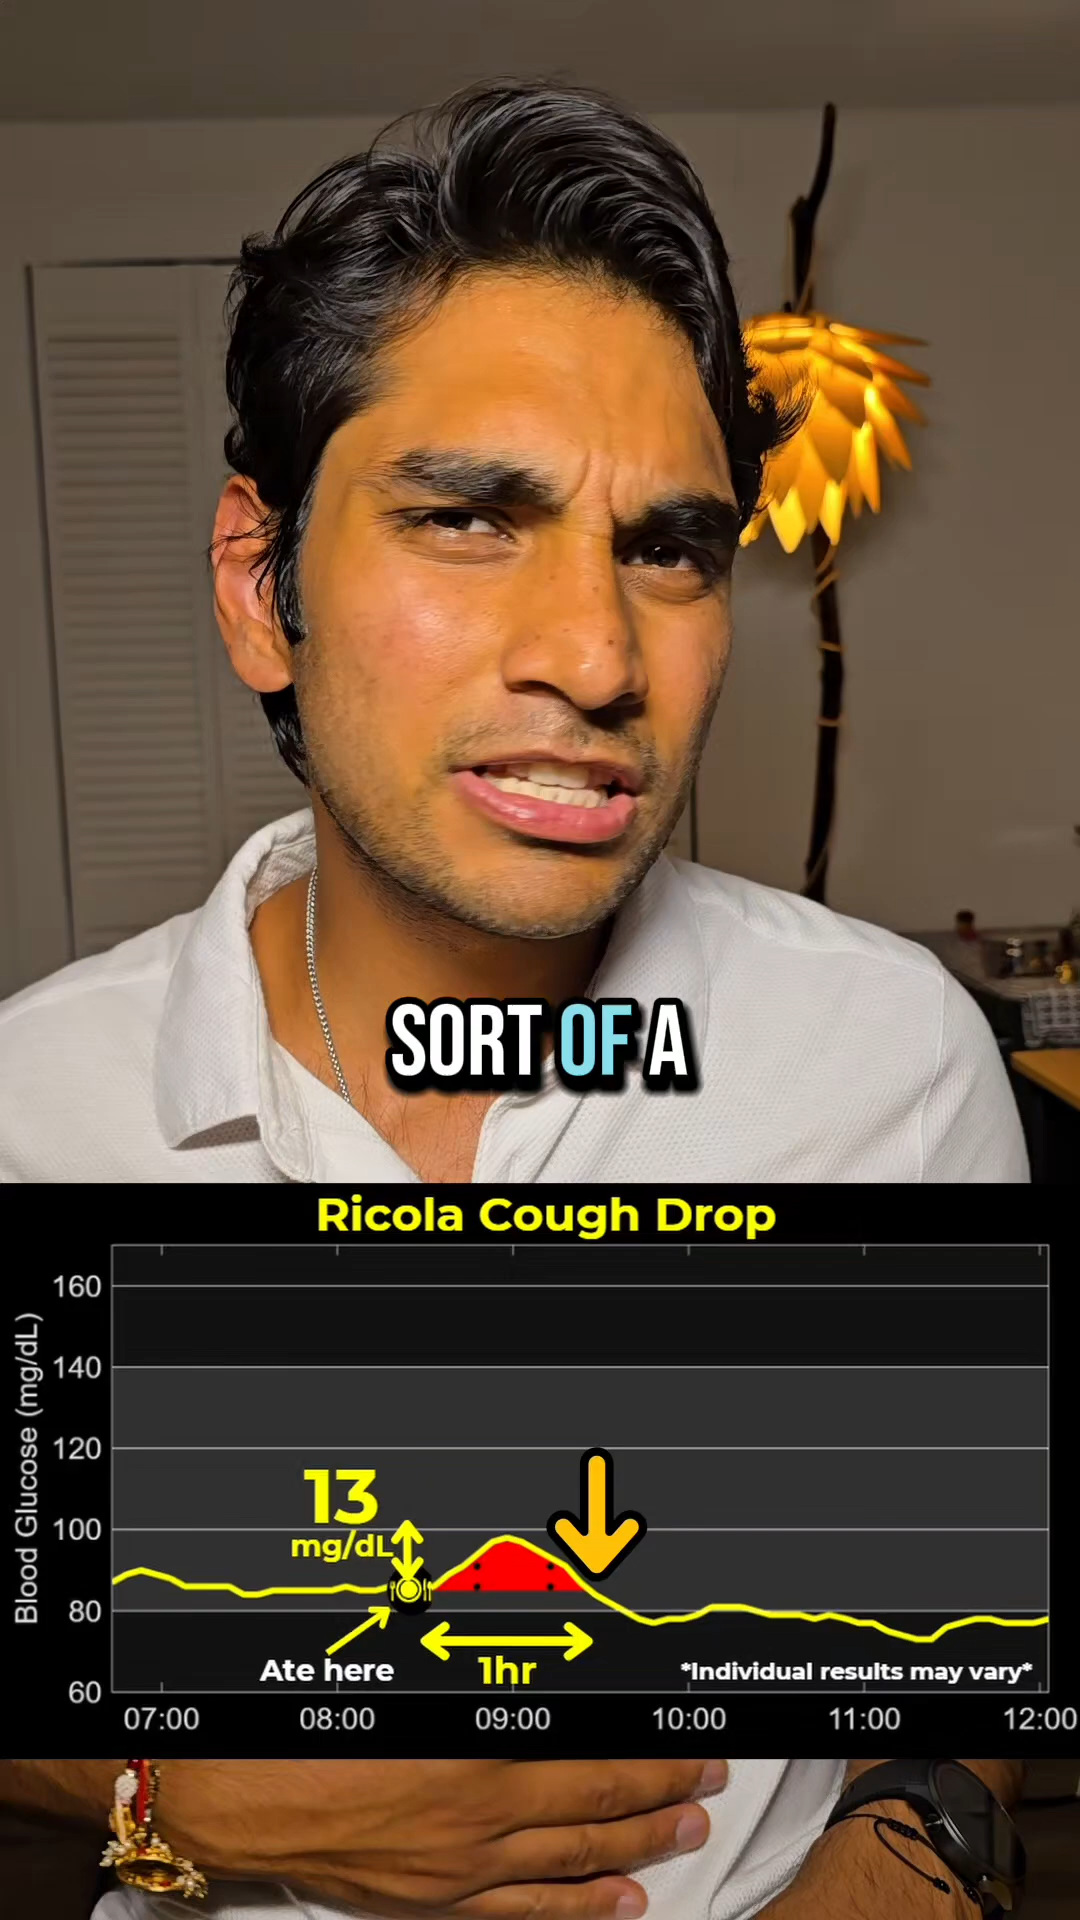 SORT OF A
Ricola Cough Drop
Blood Glucose (mg/dL)
160
140
120
100
80
60
13
mg/dL
Ate here
1hr
*Individual results may vary*
07:00 08:00 09:00 10:00 11:00 12:00